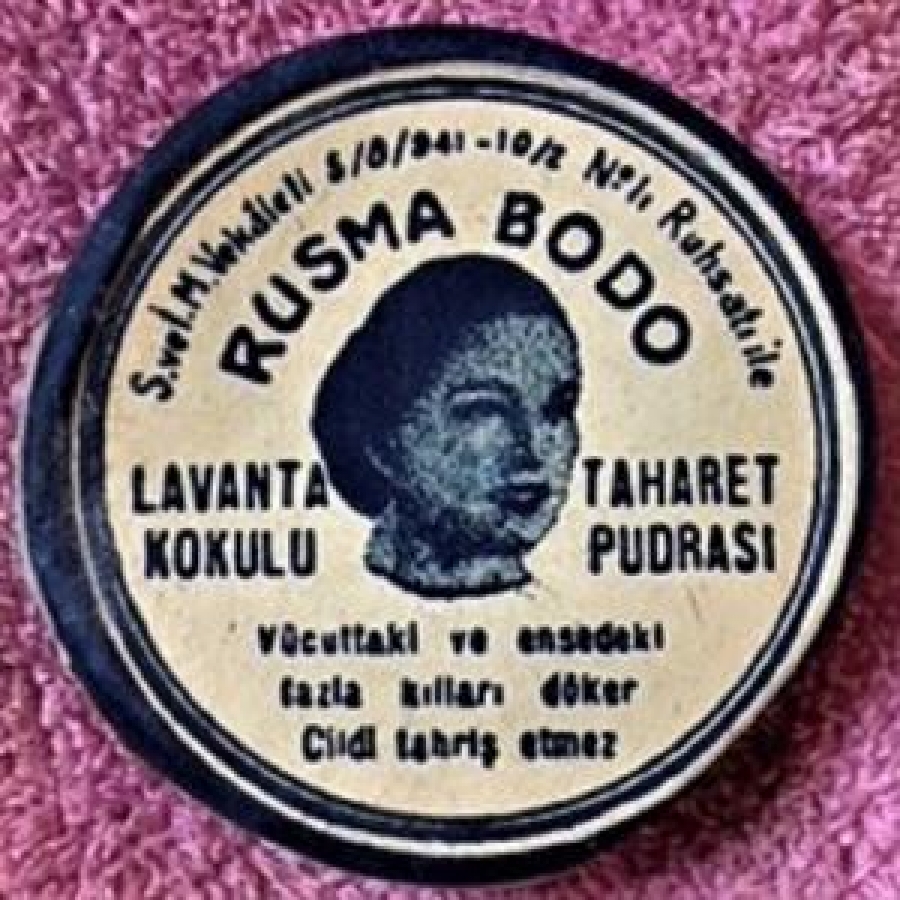 S.ve İ.M.Vekâleti 5/8/941 -10/2 Nº lı Ruhsatı ile
RUSMA BODO
LAVANTA TAHARET
KOKULU PUDRASI
Vücuttaki ve ensedeki
fazla kılları döker
Cildi tahriş etmez